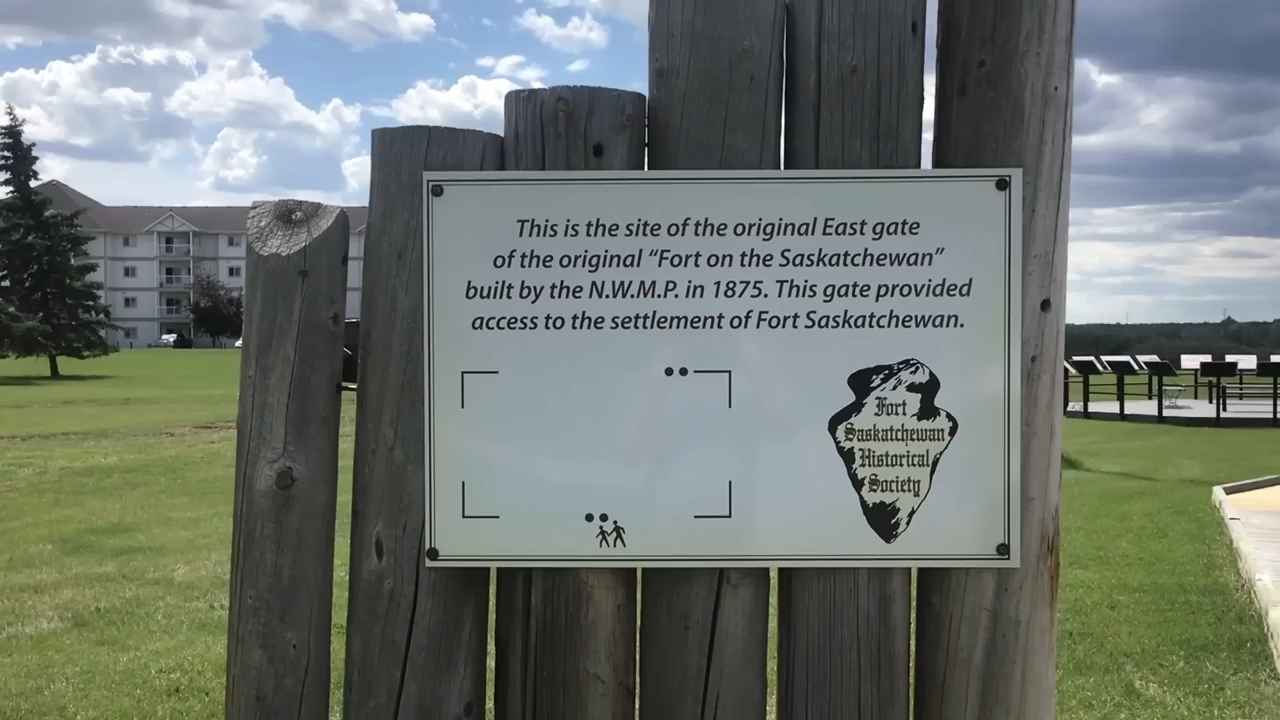 This is the site of the original East gate
of the original “Fort on the Saskatchewan”
built by the N.W.M.P. in 1875. This gate provided
access to the settlement of Fort Saskatchewan.
Fort
Saskatchewan
Historical
Society